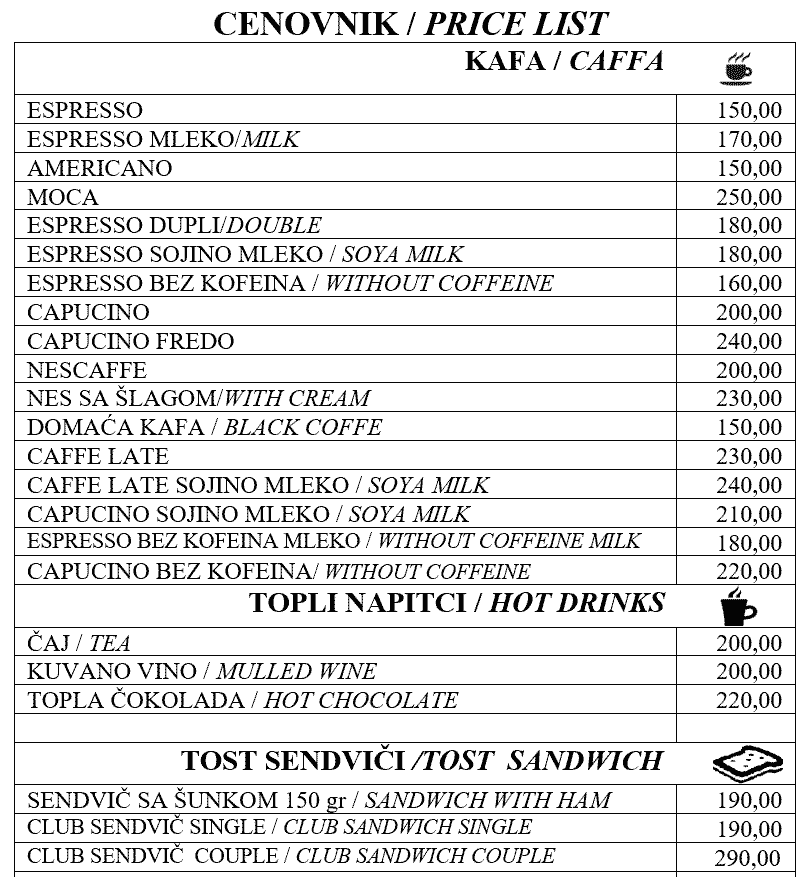 CENOVNIK / PRICE LIST
KAFA / CAFFA
ESPRESSO 150,00
ESPRESSO MLEKO/MILK 170,00
AMERICANO 150,00
MOCA 250,00
ESPRESSO DUPLI/DOUBLE 180,00
ESPRESSO SOJINO MLEKO / SOYA MILK 180,00
ESPRESSO BEZ KOFEINA / WITHOUT COFFEINE 160,00
CAPUCINO 200,00
CAPUCINO FREDO 240,00
NESCAFFE 200,00
NES SA ŠLAGOM/WITH CREAM 230,00
DOMAĆA KAFA / BLACK COFFE 150,00
CAFFE LATE 230,00
CAFFE LATE SOJINO MLEKO / SOYA MILK 240,00
CAPUCINO SOJINO MLEKO / SOYA MILK 210,00
ESPRESSO BEZ KOFEINA MLEKO / WITHOUT COFFEINE MILK 180,00
CAPUCINO BEZ KOFEINA/ WITHOUT COFFEINE 220,00
TOPLI NAPITCI / HOT DRINKS
ČAJ / TEA 200,00
KUVANO VINO / MULLED WINE 200,00
TOPLA ČOKOLADA / HOT CHOCOLATE 220,00
TOST SENDVIČI /TOST SANDWICH
SENDVIČ SA ŠUNKOM 150 gr / SANDWICH WITH HAM 190,00
CLUB SENDVIČ SINGLE / CLUB SANDWICH SINGLE 190,00
CLUB SENDVIČ COUPLE / CLUB SANDWICH COUPLE 290,00